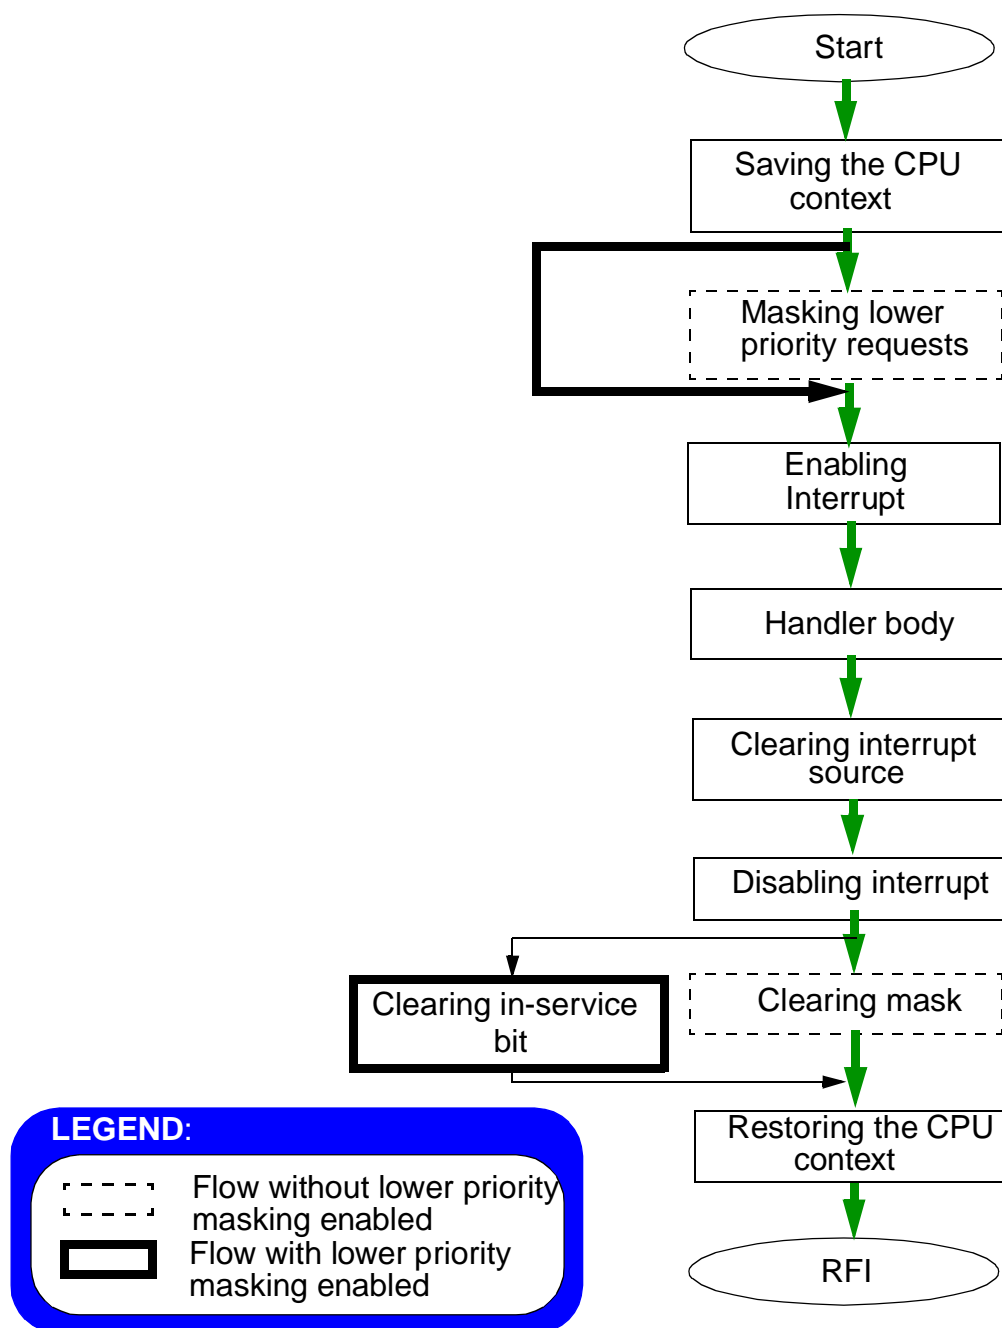 Start
Saving the CPU
context
Masking lower
priority requests
Enabling
Interrupt
Handler body
Clearing interrupt
source
Disabling interrupt
Clearing mask
Clearing in-service
bit
Restoring the CPU
context
RFI
LEGEND:
Flow without lower priority
masking enabled
Flow with lower priority
masking enabled